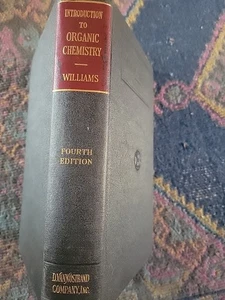 INTRODUCTION
TO
ORGANIC
CHEMISTRY
WILLIAMS
FOURTH
EDITION
D.VAN NOSTRAND
COMPANY, INC.